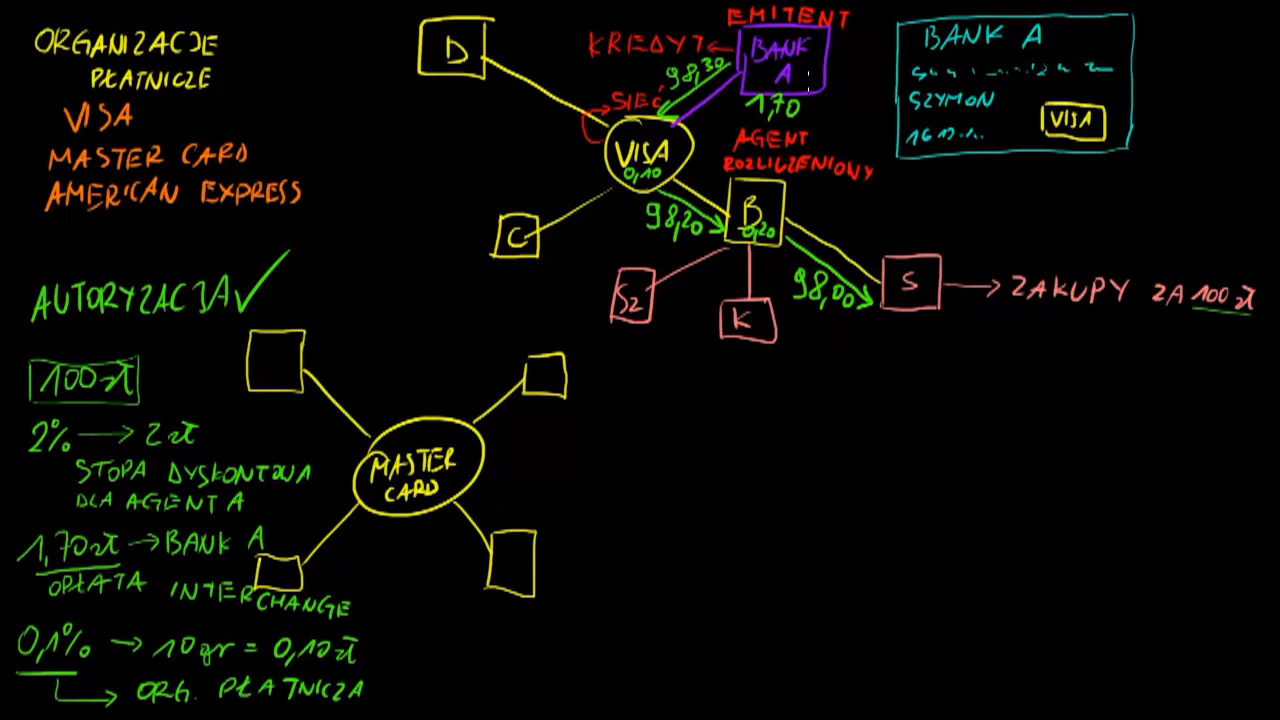 ORGANIZACJE
PŁATNICZE
VISA
MASTER CARD
AMERICAN EXPRESS
AUTORYZACJA
100 zł
2% → 2 zł
STOPA DYSKONTOWA
DLA AGENTA
1,70 zł → BANK A
OPŁATA INTERCHANGE
0,1% → 10 gr = 0,10 zł
ORG. PŁATNICZA
D
EMITENT
KREDYT
BANK
A
98,30
1,70
SIEĆ
VISA
0,10
AGENT
ROZLICZENIOWY
C
98,20
B
0,20
98,00
S2
K
S
ZAKUPY ZA 100 zł
BANK A
SZYMON
VISA
MASTER
CARD